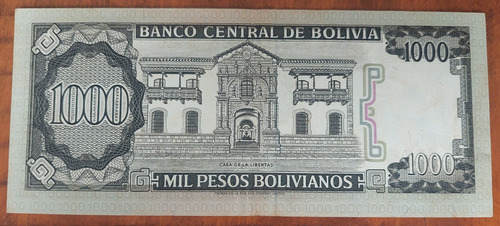 BANCO CENTRAL DE BOLIVIA
1000
1000
CASA DE LA LIBERTAD
1000
MIL PESOS BOLIVIANOS